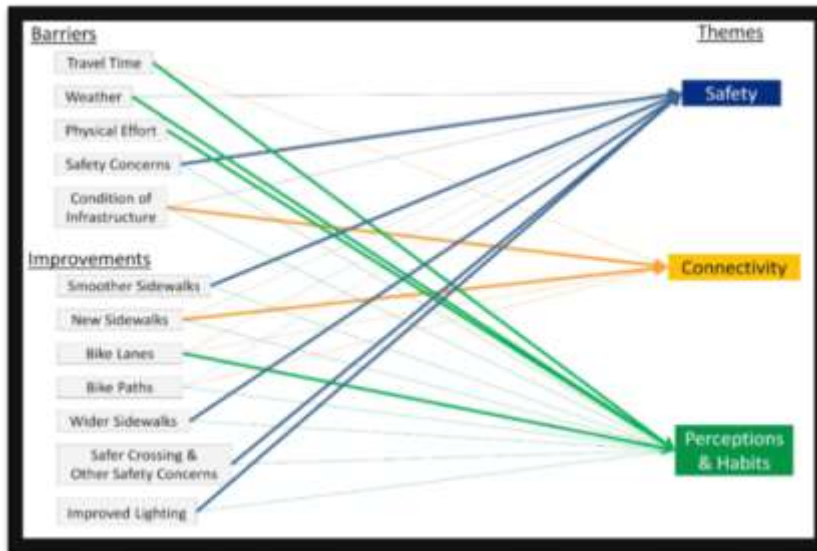 Barriers
Themes
Travel Time
Weather
Safety
Physical Effort
Safety Concerns
Condition of
Infrastructure
Improvements
Connectivity
Smoother Sidewalks
New Sidewalks
Bike Lanes
Bike Paths
Wider Sidewalks
Perceptions
& Habits
Safer Crossing &
Other Safety Concerns
Improved Lighting